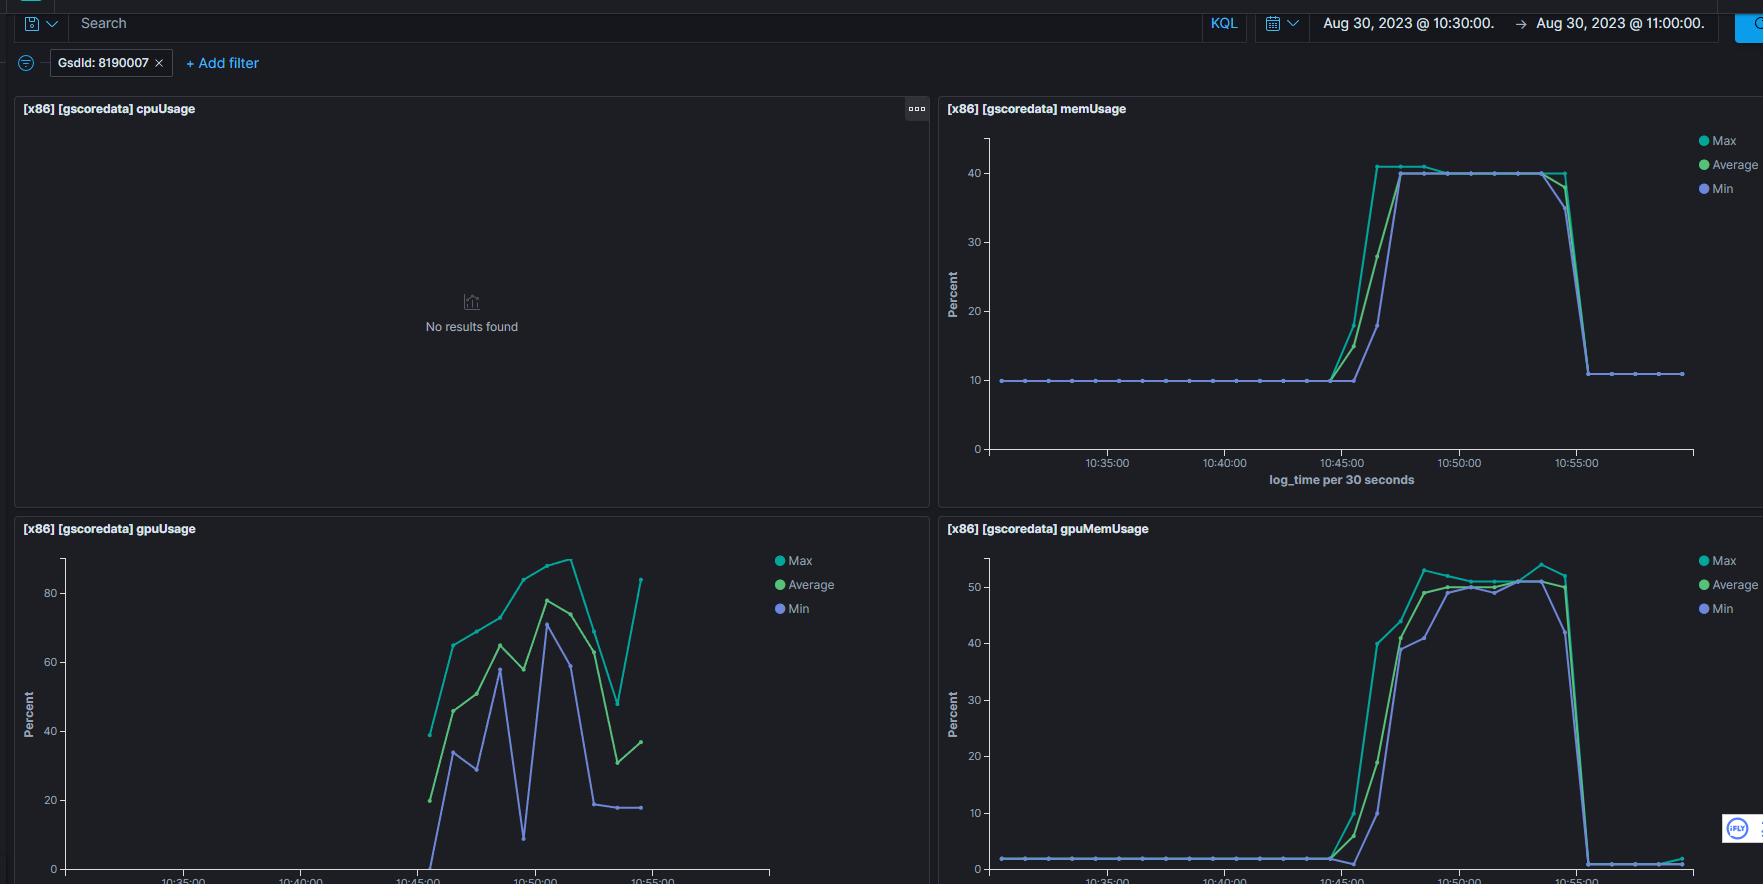 Search KQL Aug 30, 2023 @ 10:30:00. → Aug 30, 2023 @ 11:00:00.
GsdId: 8190007 × + Add filter
[x86] [gscoredata] cpuUsage
No results found
[x86] [gscoredata] memUsage
Max
Average
Min
Percent
40
30
20
10
0
10:35:00 10:40:00 10:45:00 10:50:00 10:55:00
log_time per 30 seconds
[x86] [gscoredata] gpuUsage
Max
Average
Min
Percent
80
60
40
20
0
10:35:00 10:40:00 10:45:00 10:50:00 10:55:00
[x86] [gscoredata] gpuMemUsage
Max
Average
Min
Percent
50
40
30
20
10
0
10:35:00 10:40:00 10:45:00 10:50:00 10:55:00
iFLY